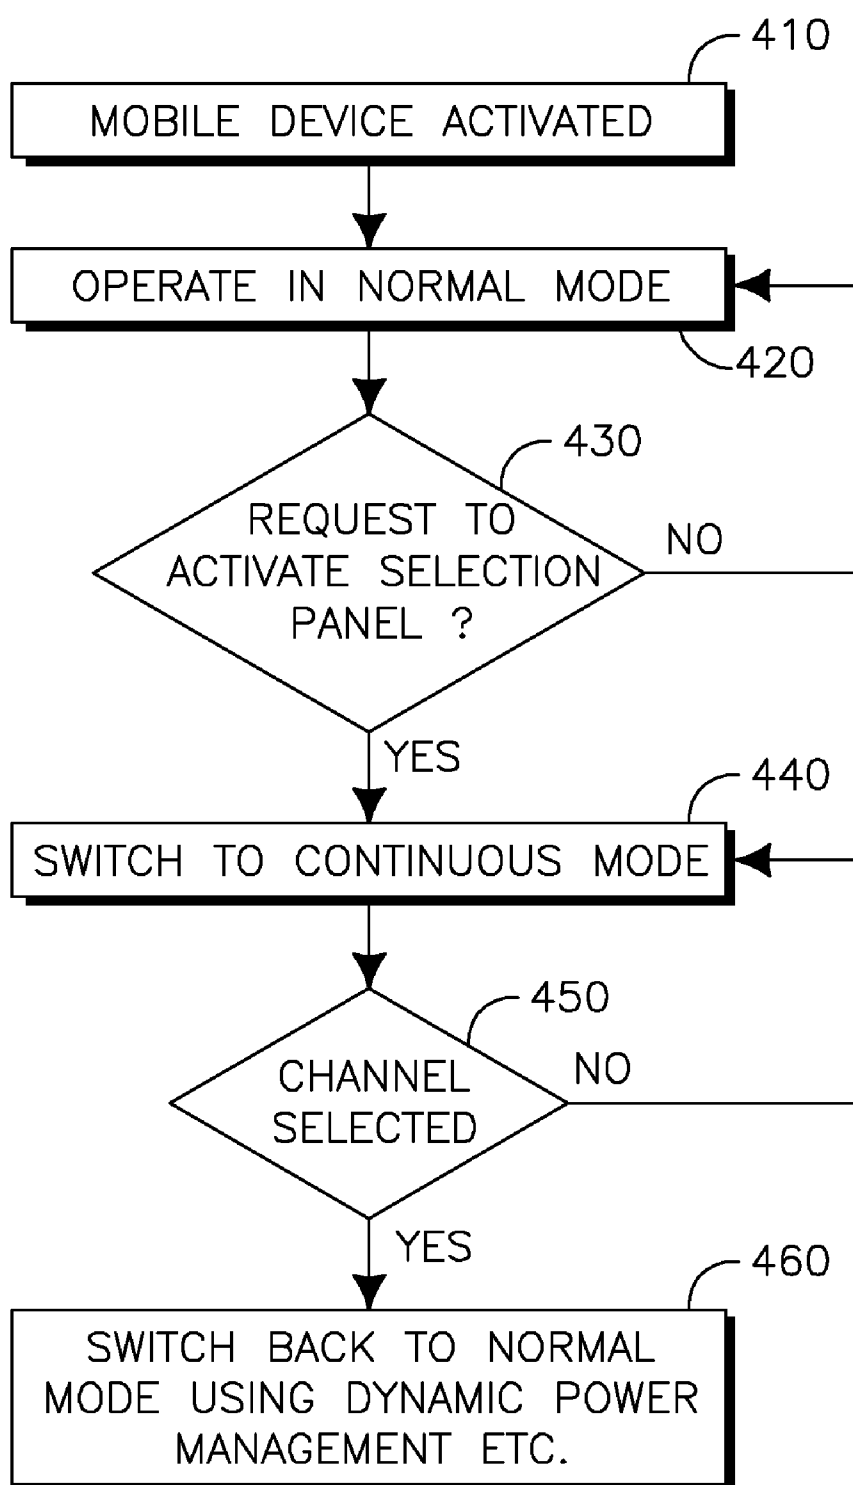 410
MOBILE DEVICE ACTIVATED
OPERATE IN NORMAL MODE
420
430
REQUEST TO
ACTIVATE SELECTION
PANEL ?
NO
YES
440
SWITCH TO CONTINUOUS MODE
450
CHANNEL
SELECTED
NO
YES
460
SWITCH BACK TO NORMAL
MODE USING DYNAMIC POWER
MANAGEMENT ETC.